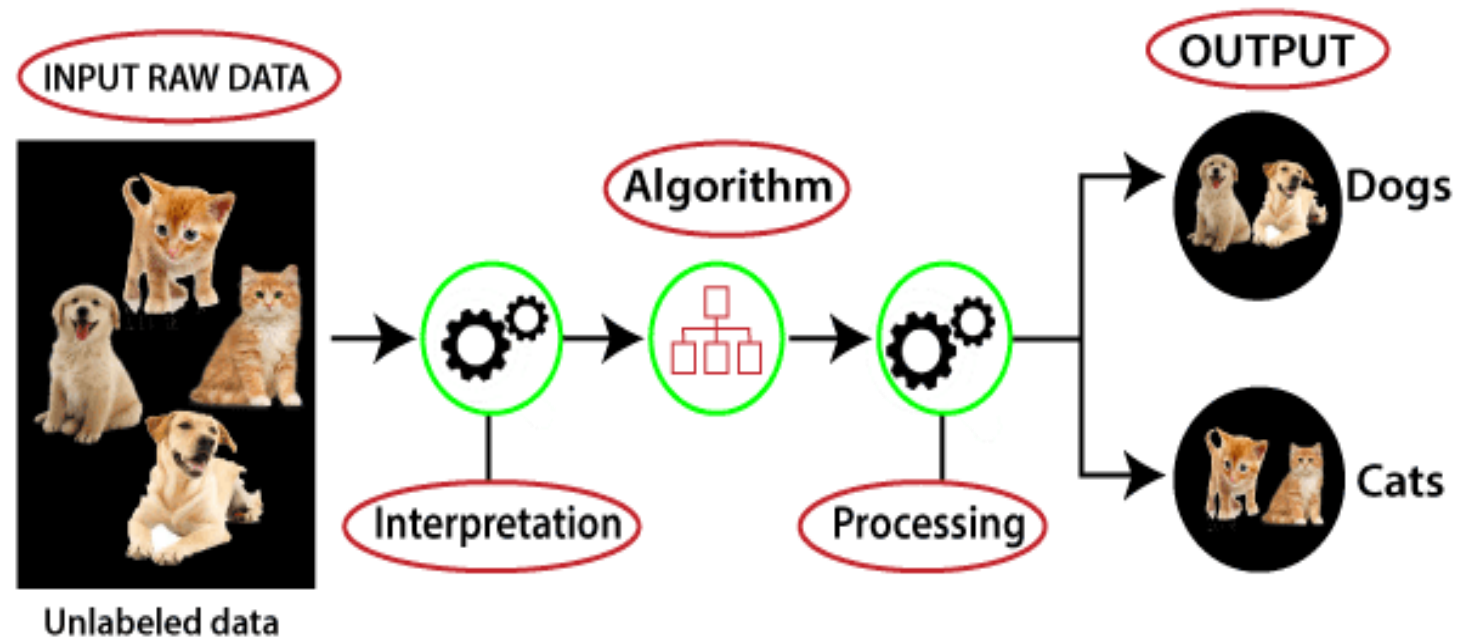 INPUT RAW DATA
Unlabeled data
Interpretation
Algorithm
Processing
OUTPUT
Dogs
Cats